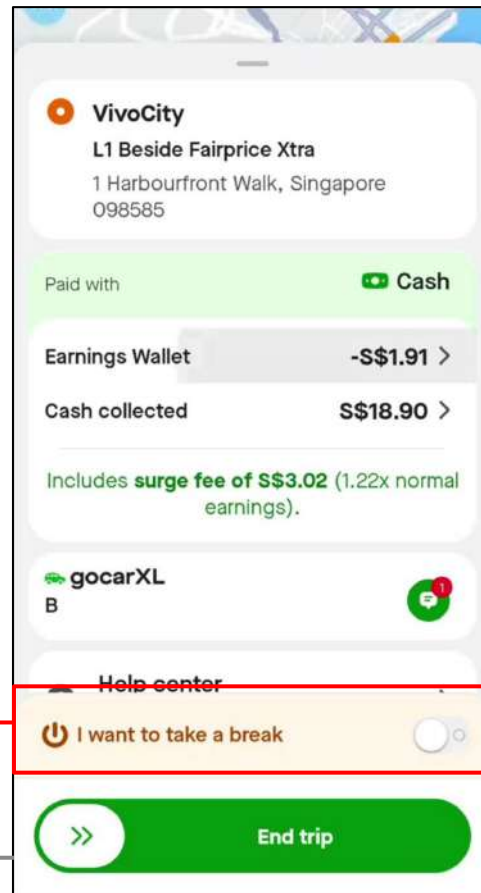 VivoCity
L1 Beside Fairprice Xtra
1 Harbourfront Walk, Singapore
098585
Paid with Cash
Earnings Wallet -S$1.91 >
Cash collected S$18.90 >
Includes surge fee of S$3.02 (1.22x normal
earnings).
gocarXL
B
1
Help center
I want to take a break
End trip